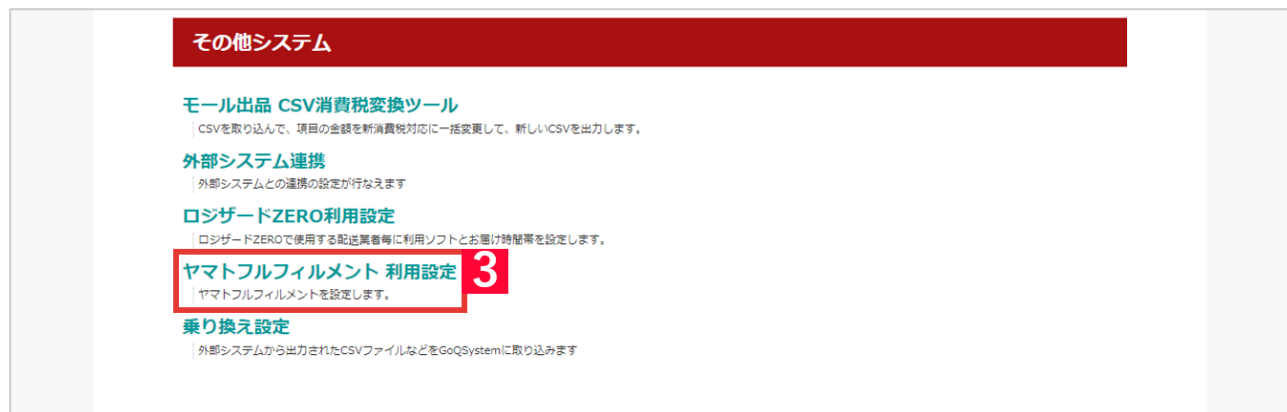 その他システム
モール出品 CSV消費税変換ツール
CSVを取り込んで、項目の金額を新消費税対応に一括変更して、新しいCSVを出力します。
外部システム連携
外部システムとの連携の設定が行なえます
ロジザードZERO利用設定
ロジザードZEROで使用する配送業者毎に利用ソフトとお届け時間帯を設定します。
ヤマトフルフィルメント 利用設定 3
ヤマトフルフィルメントを設定します。
乗り換え設定
外部システムから出力されたCSVファイルなどをGoQSystemに取り込みます